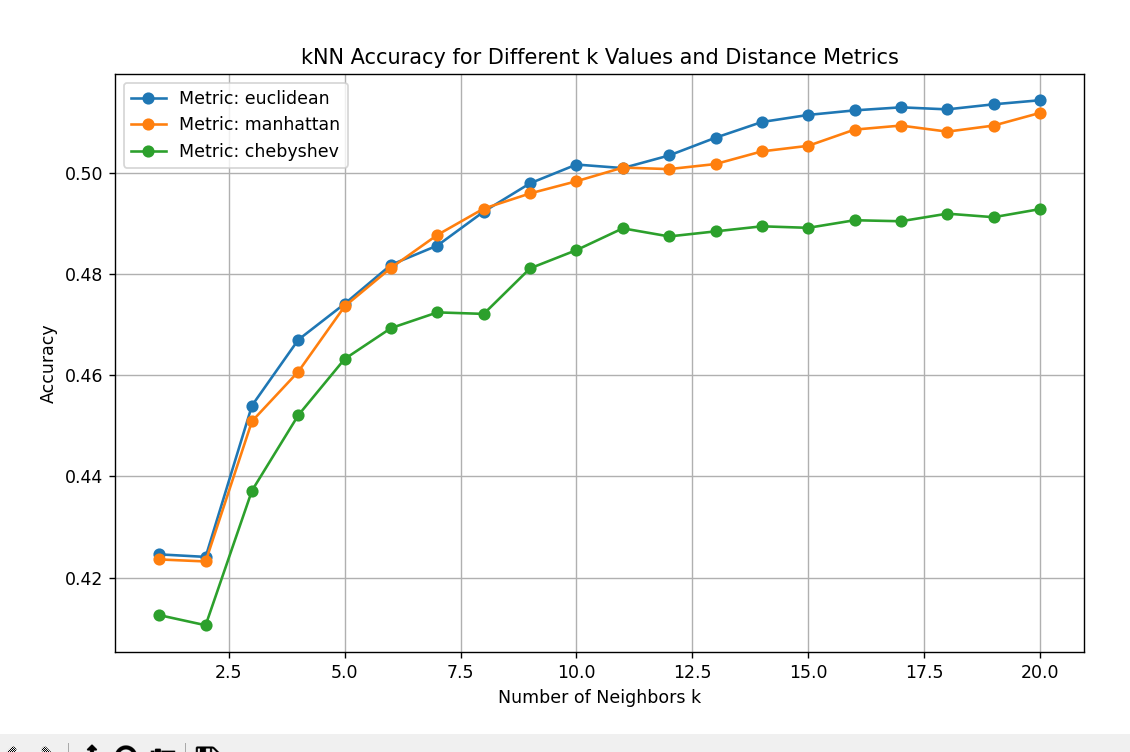 kNN Accuracy for Different k Values and Distance Metrics
Metric: euclidean
Metric: manhattan
Metric: chebyshev
0.50
0.48
0.46
0.44
0.42
Accuracy
2.5 5.0 7.5 10.0 12.5 15.0 17.5 20.0
Number of Neighbors k